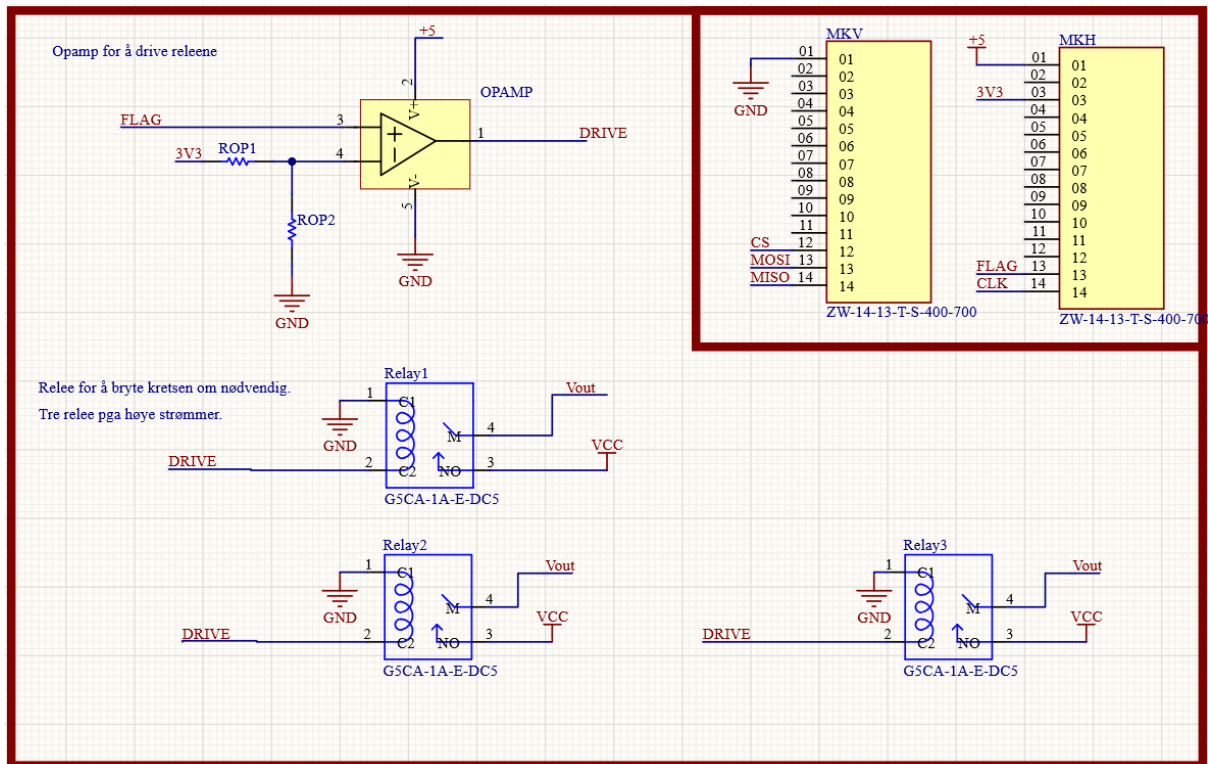 Opamp for å drive releene
+5
2
V+
OPAMP
FLAG
3
3V3
ROP1
4
1
DRIVE
V-
5
ROP2
GND
GND
MKV
01
01
02
02
03
03
04
04
05
05
06
06
07
07
08
08
09
09
10
10
11
11
CS
12
12
MOSI
13
13
MISO
14
14
GND
ZW-14-13-T-S-400-700
+5
MKH
01
01
02
02
3V3
03
03
04
04
05
05
06
06
07
07
08
08
09
09
10
10
11
11
12
12
FLAG
13
13
CLK
14
14
ZW-14-13-T-S-400-700
Relee for å bryte kretsen om nødvendig.
Tre relee pga høye strømmer.
Relay1
1
C1
GND
M
4
Vout
DRIVE
2
C2
NO
3
VCC
G5CA-1A-E-DC5
Relay2
1
C1
GND
M
4
Vout
DRIVE
2
C2
NO
3
VCC
G5CA-1A-E-DC5
Relay3
1
C1
GND
M
4
Vout
DRIVE
2
C2
NO
3
VCC
G5CA-1A-E-DC5